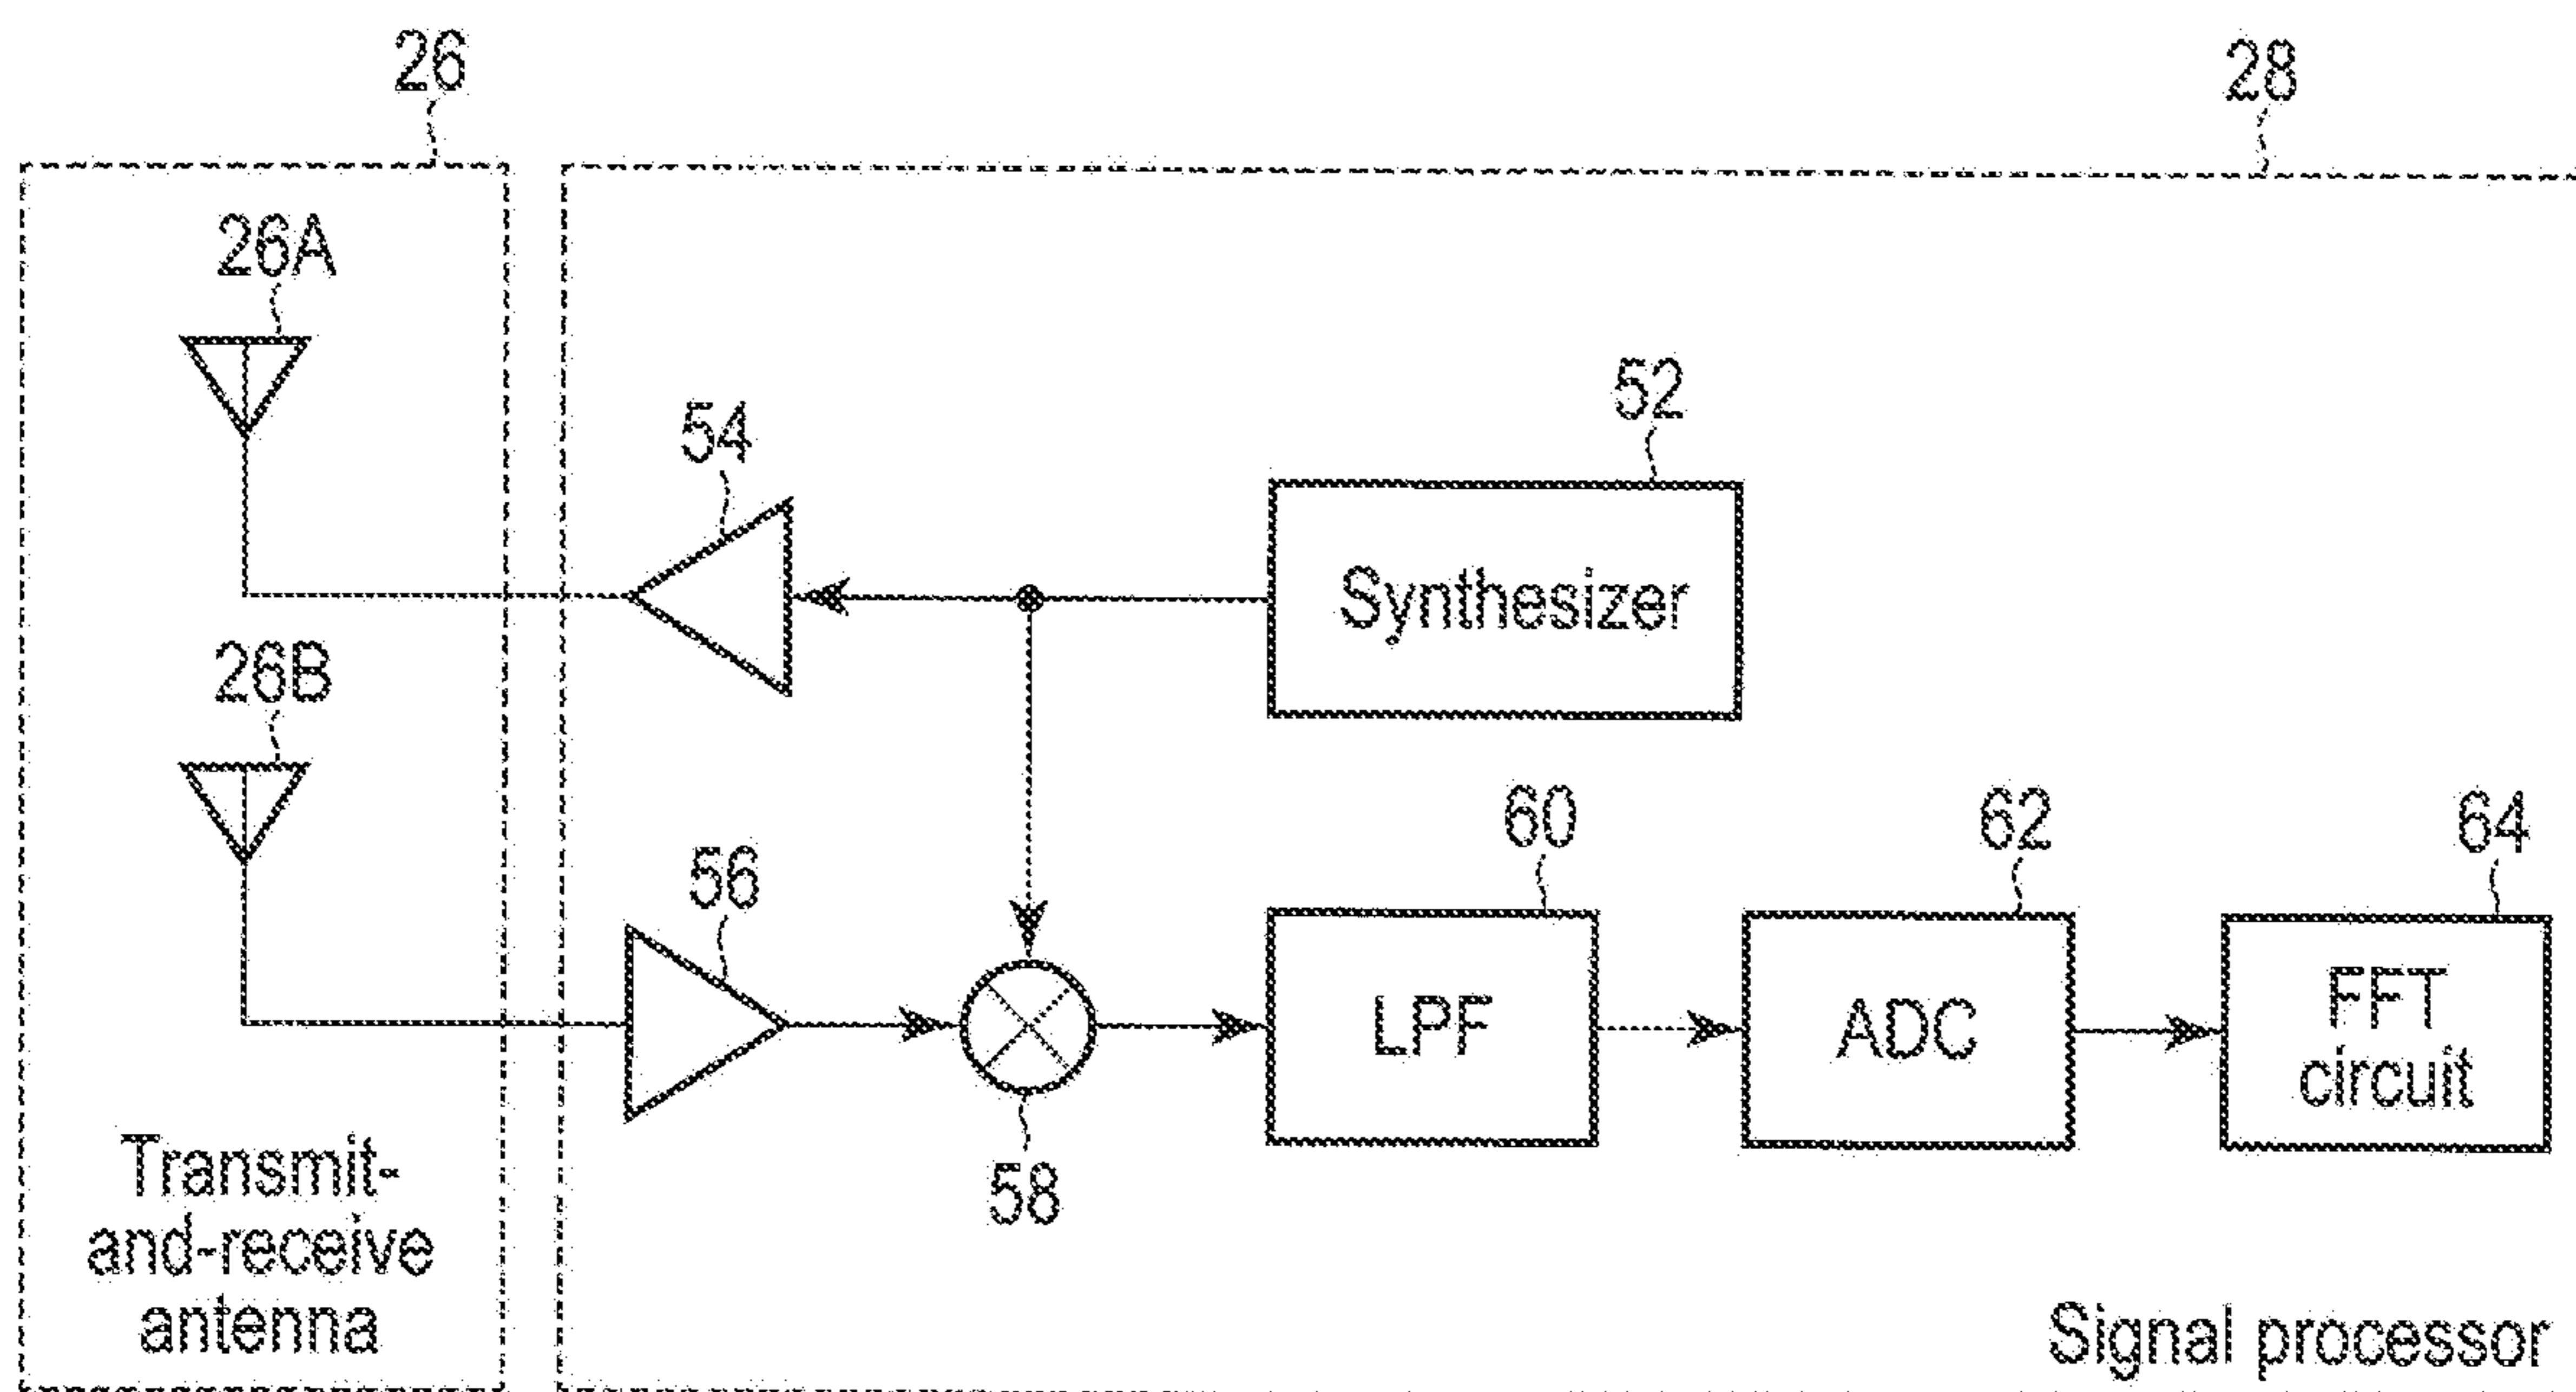 26
28
26A
52
54
Synthesizer
26B
60
62
64
56
LPF
ADC
FFT
circuit
58
Transmit-
and-receive
antenna
Signal processor